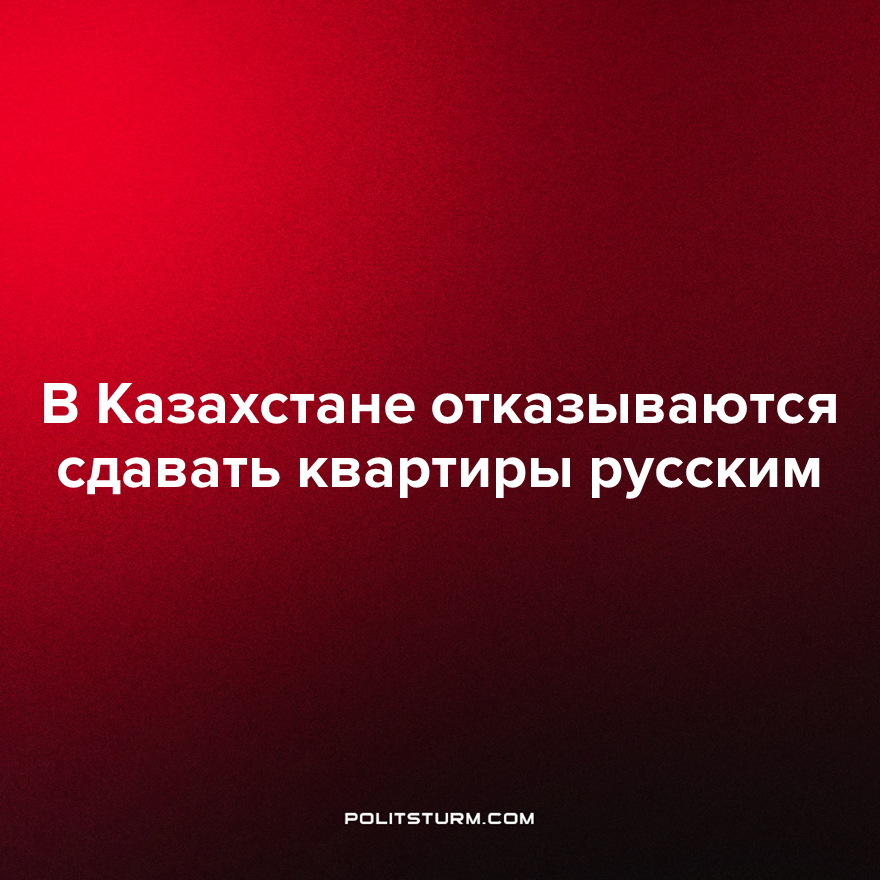 В Казахстане отказываются
сдавать квартиры русским
POLITSTURM.COM